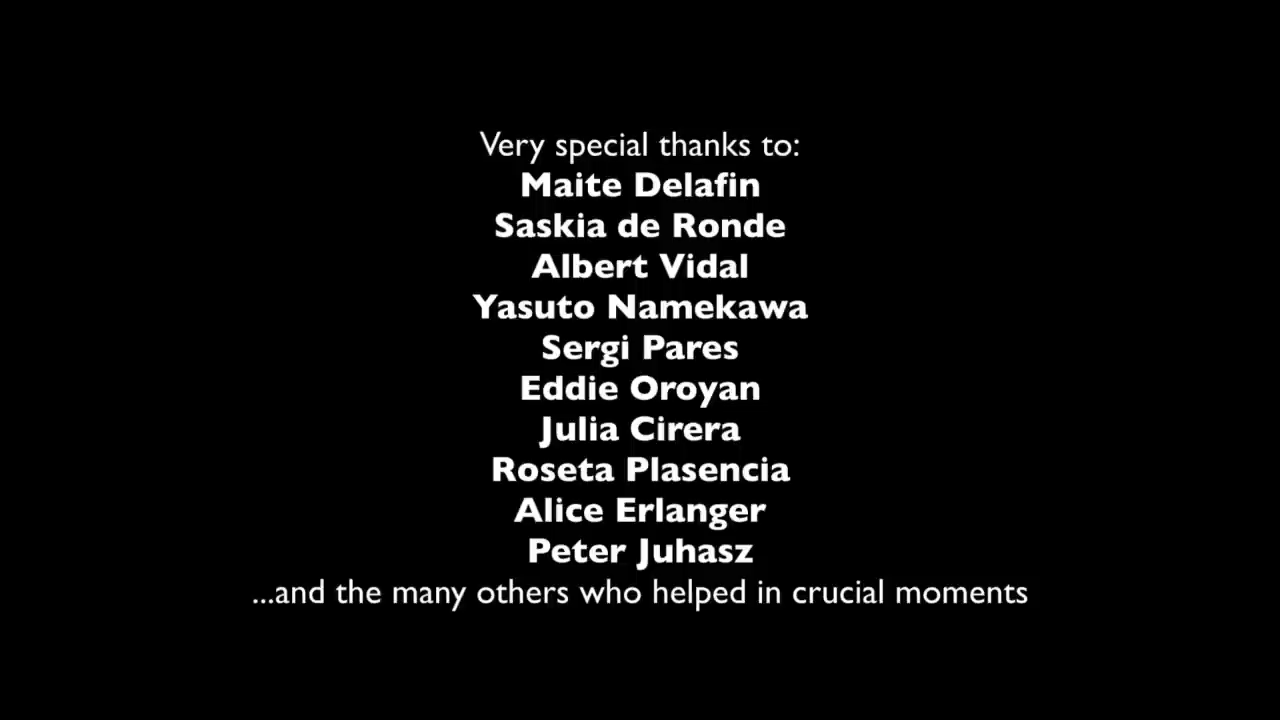 Very special thanks to:
Maite Delafin
Saskia de Ronde
Albert Vidal
Yasuto Namekawa
Sergi Pares
Eddie Oroyan
Julia Cirera
Roseta Plasencia
Alice Erlanger
Peter Juhasz
...and the many others who helped in crucial moments